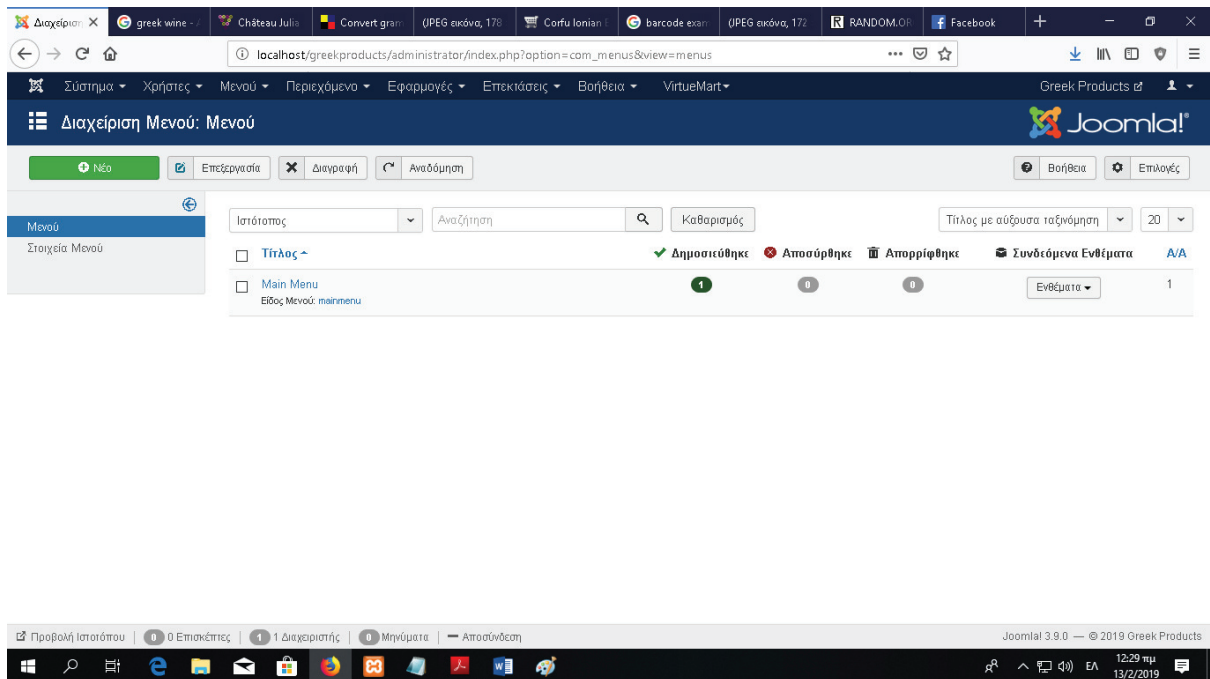 Διαχείριση greek wine - Château Julia Convert gram (JPEG εικόνα, 178 Corfu Ionian barcode exam (JPEG εικόνα, 172 RANDOM.OR Facebook
localhost/greekproducts/administrator/index.php?option=com_menus&view=menus
Σύστημα Χρήστες Μενού Περιεχόμενο Εφαρμογές Επεκτάσεις Βοήθεια VirtueMart Greek Products
Διαχείριση Μενού: Μενού Joomla!®
Νέο Επεξεργασία Διαγραφή Αναδόμηση Βοήθεια Επιλογές
Μενού
Στοιχεία Μενού
Ιστότοπος Αναζήτηση Καθαρισμός Τίτλος με αύξουσα ταξινόμηση 20
Τίτλος Δημοσιεύθηκε Αποσύρθηκε Απορρίφθηκε Συνδεόμενα Ενθέματα Α/Α
Main Menu 1 0 0 Ενθέματα 1
Είδος Μενού: mainmenu
Προβολή Ιστοτόπου | 0 0 Επισκέπτες | 1 1 Διαχειριστής | 0 Μηνύματα | Αποσύνδεση Joomla! 3.9.0 — © 2019 Greek Products
ΕΛ 12:29 πμ
13/2/2019